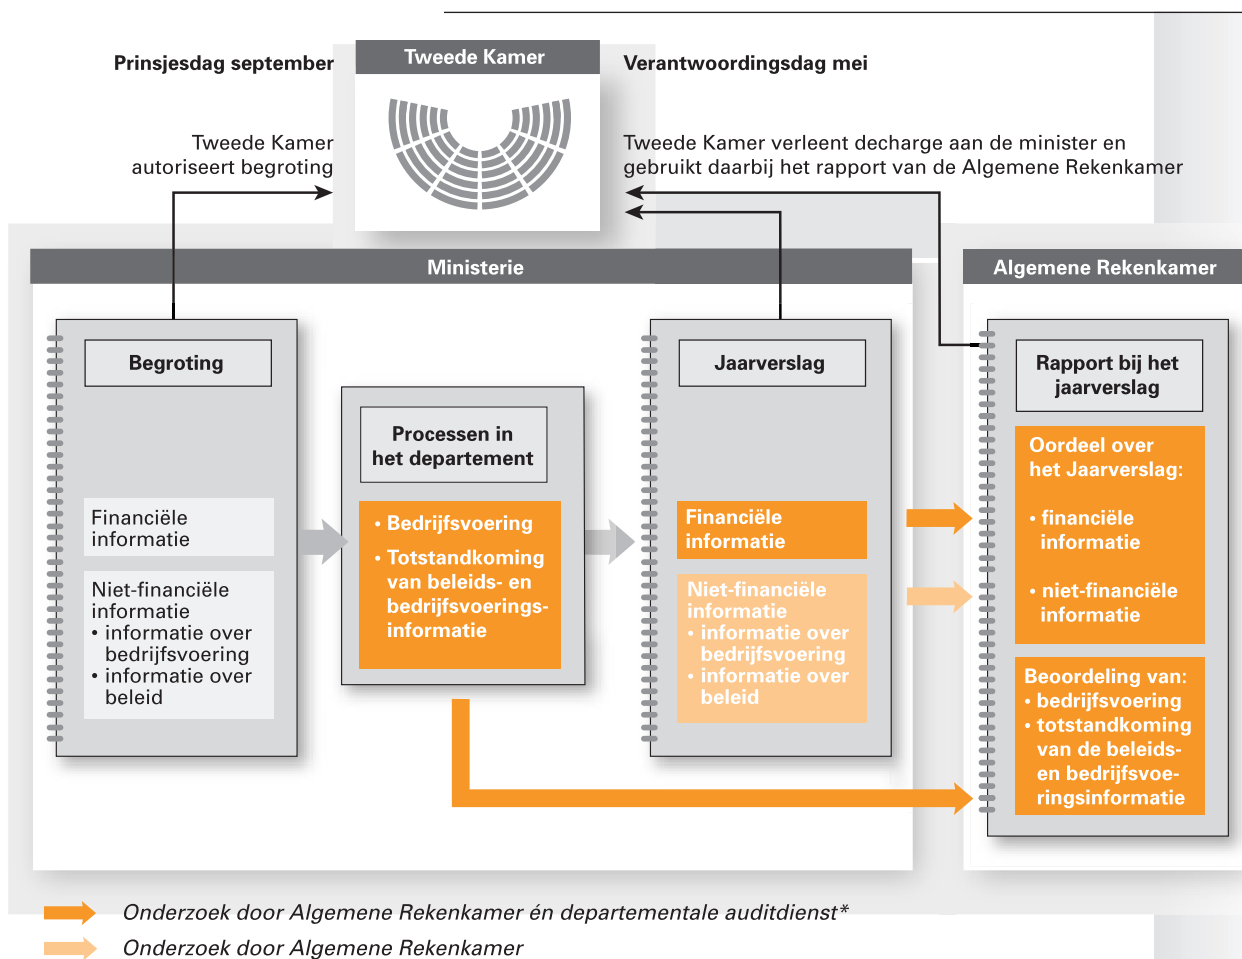 Prinsjesdag september
Tweede Kamer
Verantwoordingsdag mei
Tweede Kamer
autoriseert begroting
Tweede Kamer verleent decharge aan de minister en
gebruikt daarbij het rapport van de Algemene Rekenkamer
Ministerie
Algemene Rekenkamer
Begroting
Financiële
informatie
Niet-financiële
informatie
• informatie over
bedrijfsvoering
• informatie over
beleid
Processen in
het departement
• Bedrijfsvoering
• Totstandkoming
van beleids- en
bedrijfsvoerings-
informatie
Jaarverslag
Financiële
informatie
Niet-financiële
informatie
• informatie over
bedrijfsvoering
• informatie over
beleid
Rapport bij het
jaarverslag
Oordeel over
het Jaarverslag:
• financiële
informatie
• niet-financiële
informatie
Beoordeling van:
• bedrijfsvoering
• totstandkoming
van de beleids-
en bedrijfsvoe-
ringsinformatie
Onderzoek door Algemene Rekenkamer én departementale auditdienst*
Onderzoek door Algemene Rekenkamer